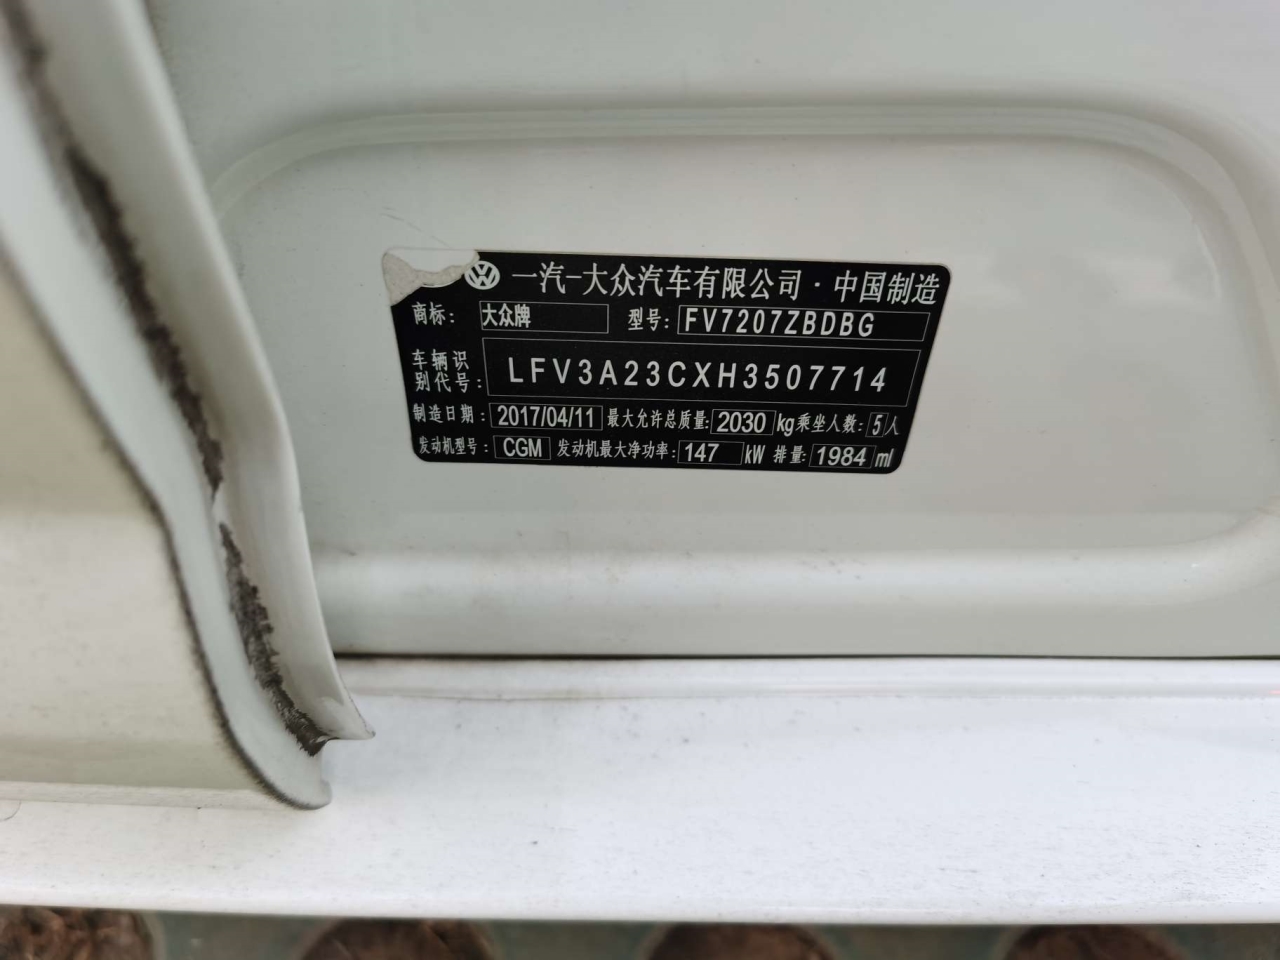 一汽-大众汽车有限公司·中国制造
商标: 大众牌 型号: FV7207ZBDBG
车辆识别代号: LFV3A23CXH3507714
制造日期: 2017/04/11 最大允许总质量: 2030 kg 乘坐人数: 5人
发动机型号: CGM 发动机最大净功率: 147 kW 排量: 1984 ml